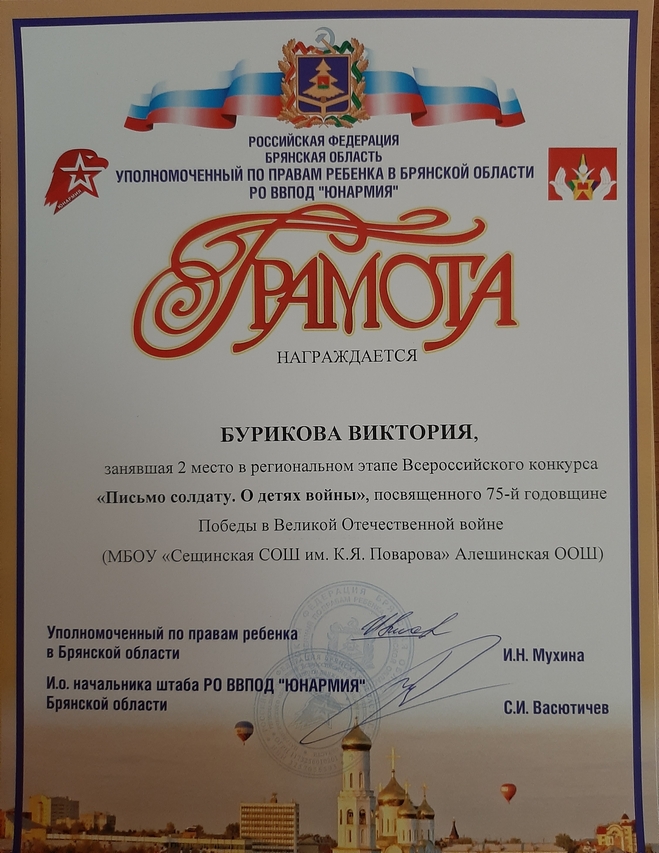 РОССИЙСКАЯ ФЕДЕРАЦИЯ
БРЯНСКАЯ ОБЛАСТЬ
УПОЛНОМОЧЕННЫЙ ПО ПРАВАМ РЕБЕНКА В БРЯНСКОЙ ОБЛАСТИ
РО ВВПОД "ЮНАРМИЯ"
ЮНАРМИЯ
ГРАМОТА
НАГРАЖДАЕТСЯ
БУРИКОВА ВИКТОРИЯ,
занявшая 2 место в региональном этапе Всероссийского конкурса
«Письмо солдату. О детях войны», посвященного 75-й годовщине
Победы в Великой Отечественной войне
(МБОУ «Сещинская СОШ им. К.Я. Поварова» Алешинская ООШ)
Уполномоченный по правам ребенка
в Брянской области
И.Н. Мухина
И.о. начальника штаба РО ВВПОД "ЮНАРМИЯ"
Брянской области
С.И. Васютичев